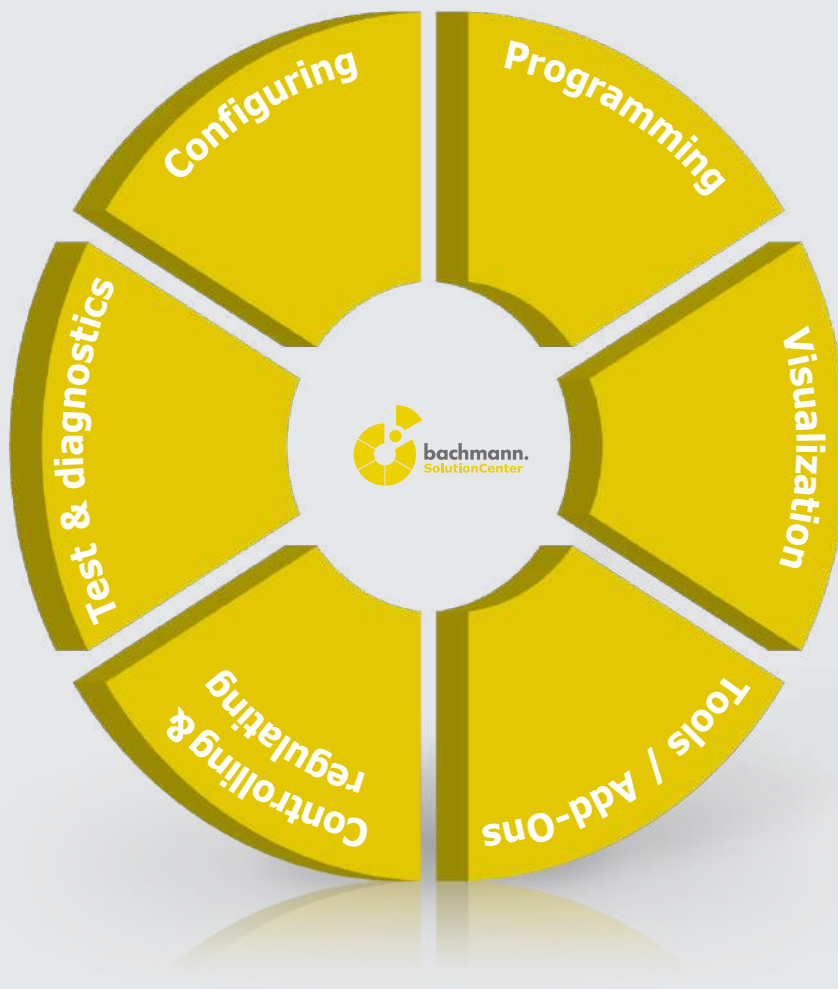 Configuring
Programming
Visualization
Tools / Add-Ons
Controlling &
regulating
Test & diagnostics
bachmann.
SolutionCenter